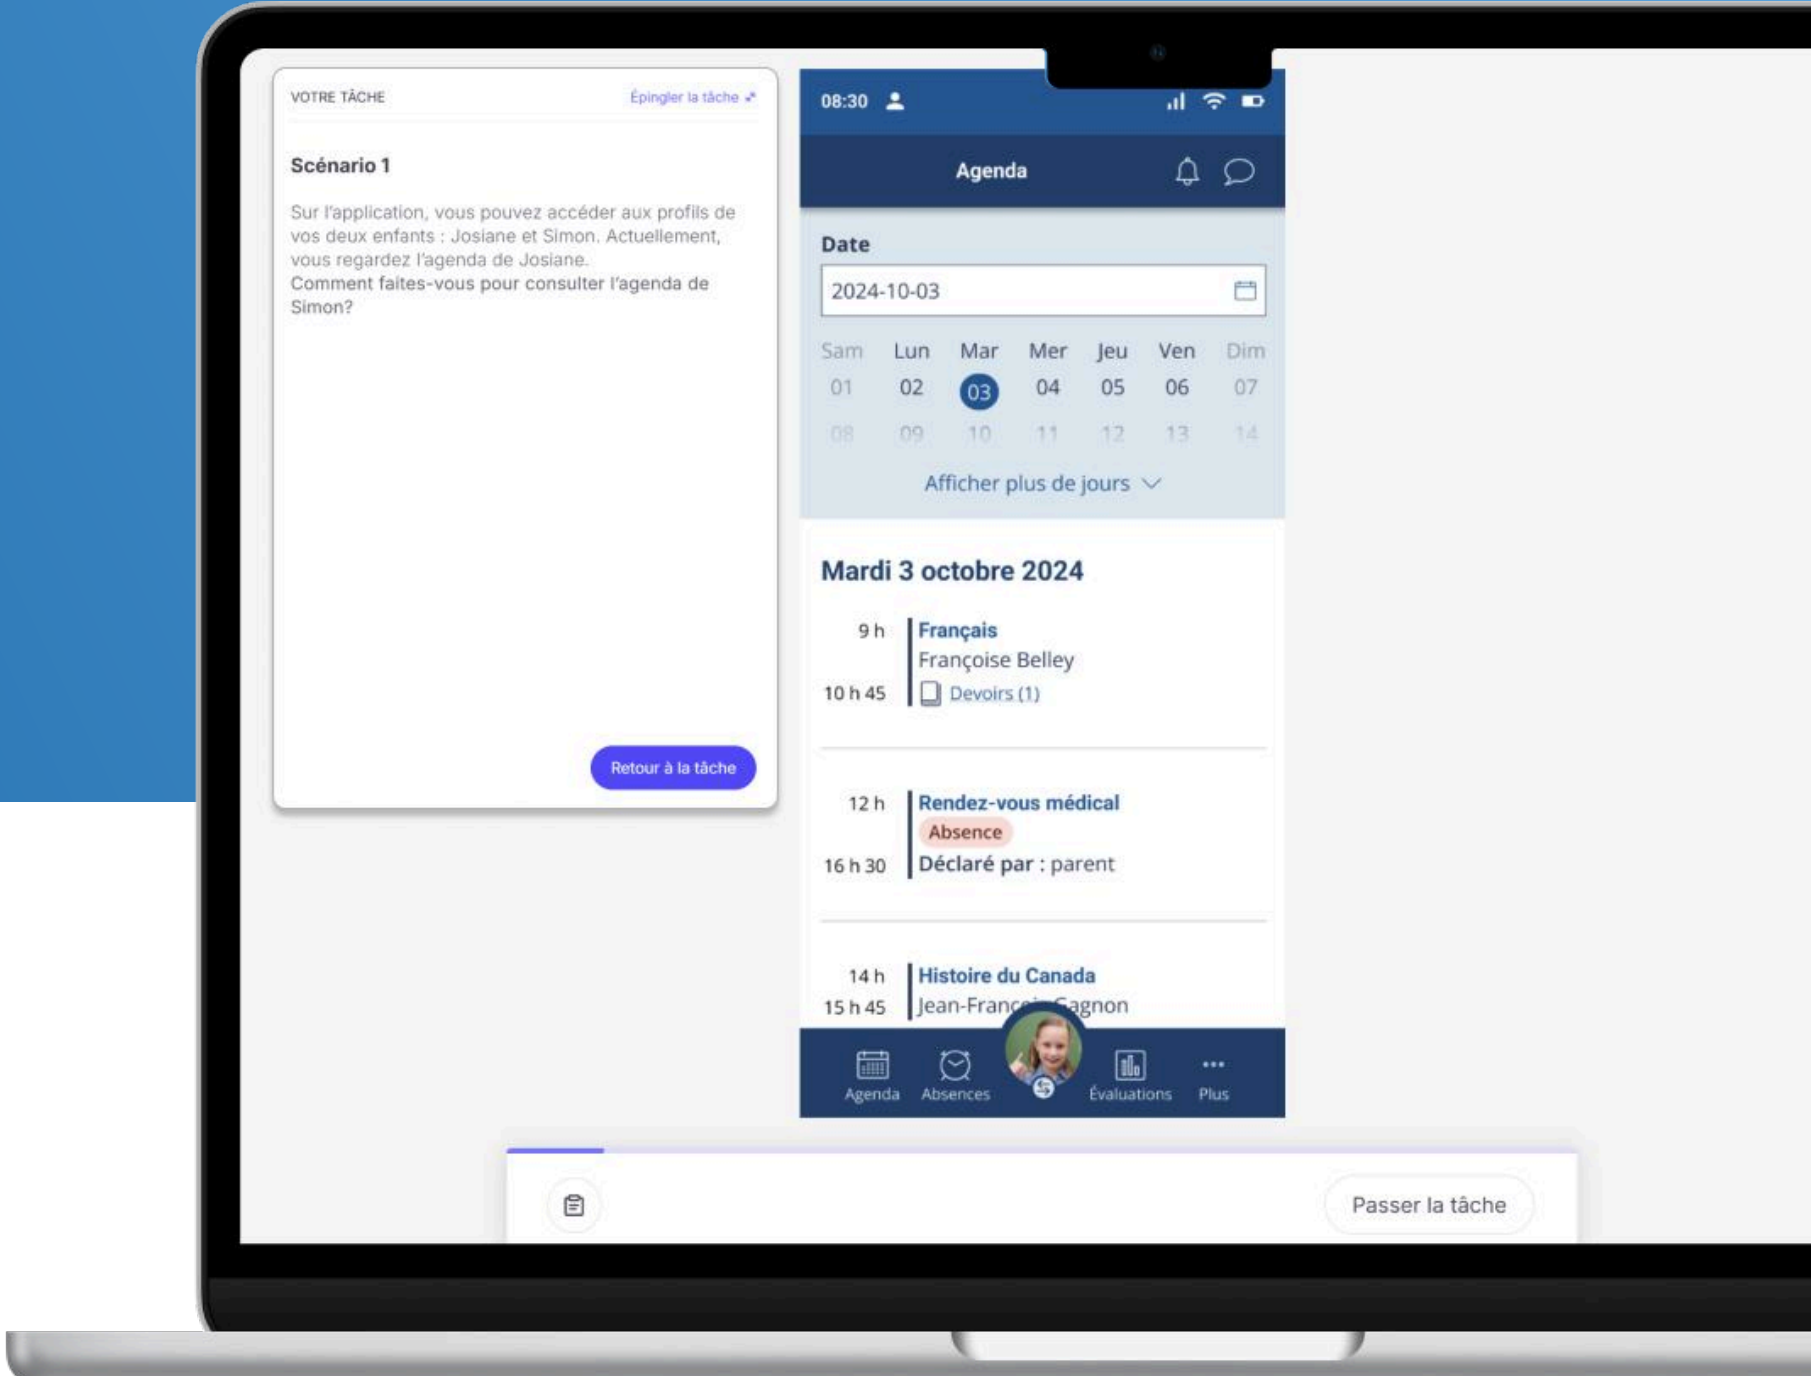 VOTRE TÂCHE
Épingler la tâche
Scénario 1
Sur l'application, vous pouvez accéder aux profils de
vos deux enfants : Josiane et Simon. Actuellement,
vous regardez l'agenda de Josiane.
Comment faites-vous pour consulter l'agenda de
Simon?
Retour à la tâche
08:30
Agenda
Date
2024-10-03
Sam Lun Mar Mer Jeu Ven Dim
01 02 03 04 05 06 07
08 09 10 11 12 13 14
Afficher plus de jours
Mardi 3 octobre 2024
9 h Français
Françoise Belley
10 h 45 Devoirs (1)
12 h Rendez-vous médical
Absence
16 h 30 Déclaré par : parent
14 h Histoire du Canada
15 h 45 Jean-François Gagnon
Agenda Absences Évaluations Plus
Passer la tâche